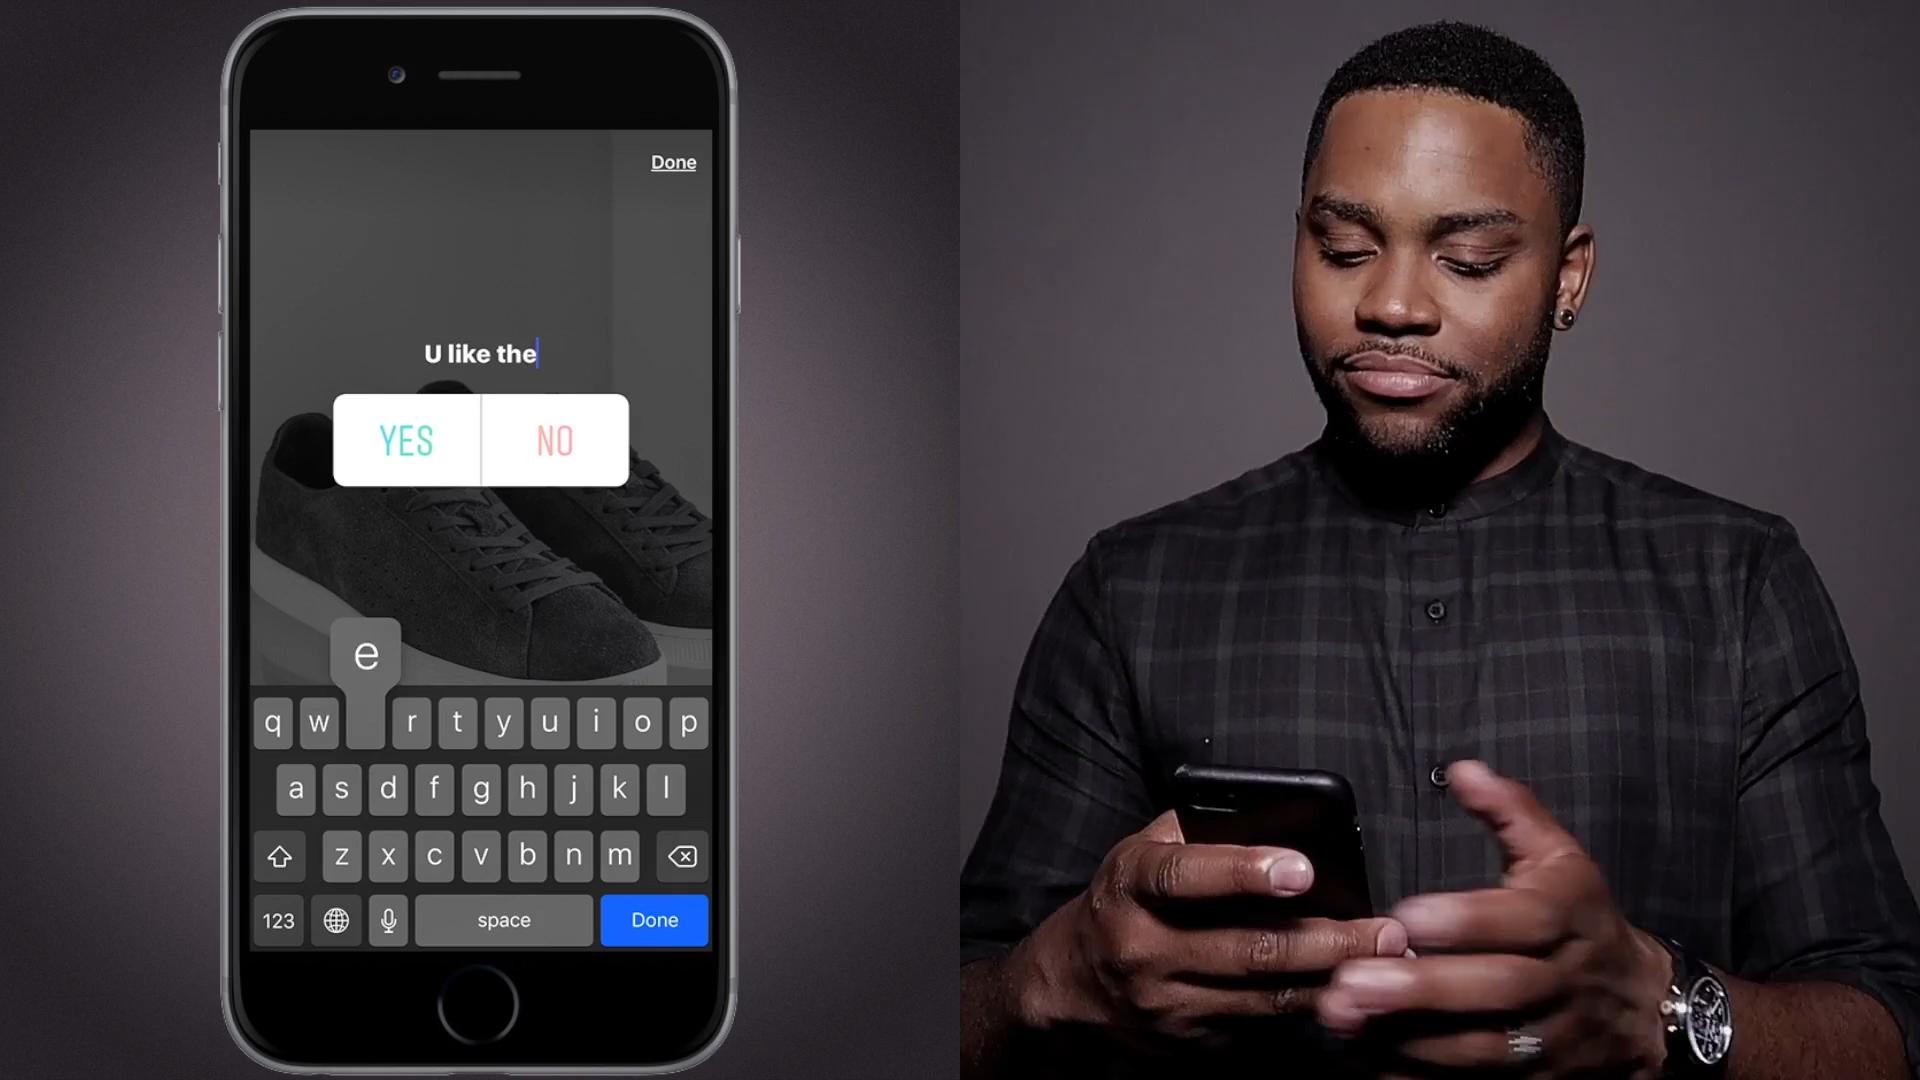 Done
U like the
YES NO
e
q w r t y u i o p
a s d f g h j k l
z x c v b n m
123 space Done